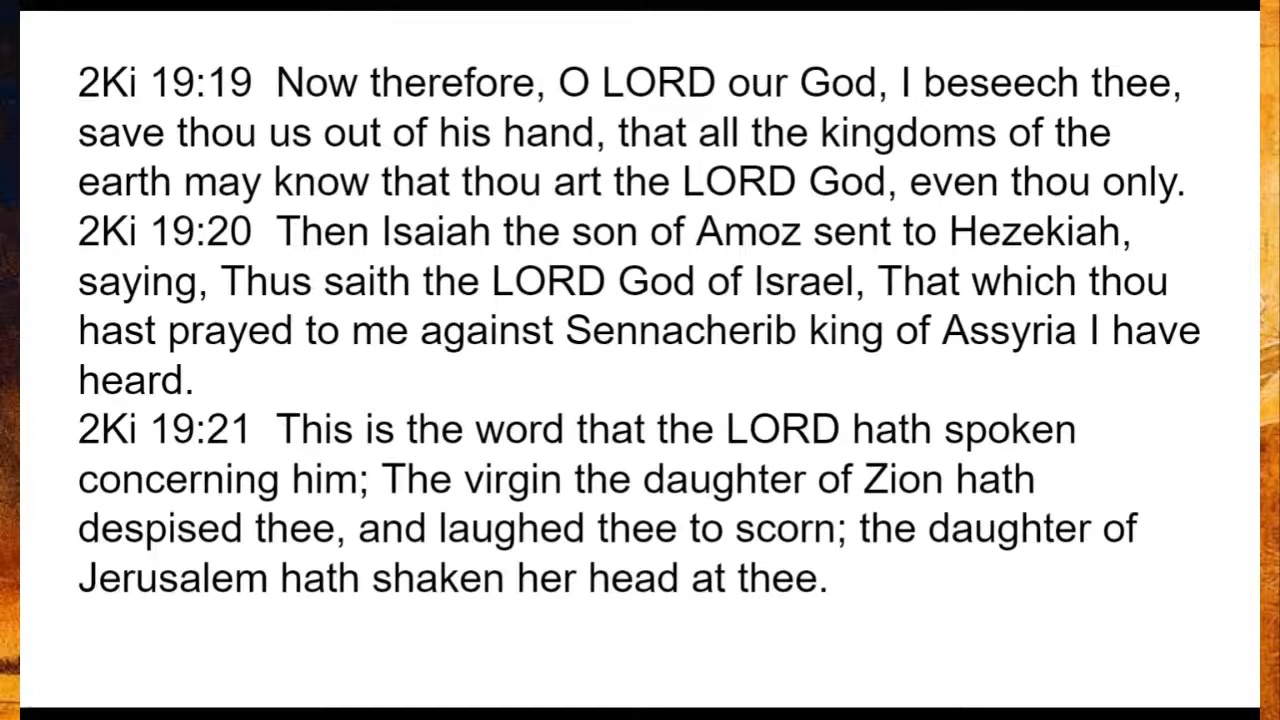 2Ki 19:19  Now therefore, O LORD our God, I beseech thee,
save thou us out of his hand, that all the kingdoms of the
earth may know that thou art the LORD God, even thou only.
2Ki 19:20  Then Isaiah the son of Amoz sent to Hezekiah,
saying, Thus saith the LORD God of Israel, That which thou
hast prayed to me against Sennacherib king of Assyria I have
heard.
2Ki 19:21  This is the word that the LORD hath spoken
concerning him; The virgin the daughter of Zion hath
despised thee, and laughed thee to scorn; the daughter of
Jerusalem hath shaken her head at thee.